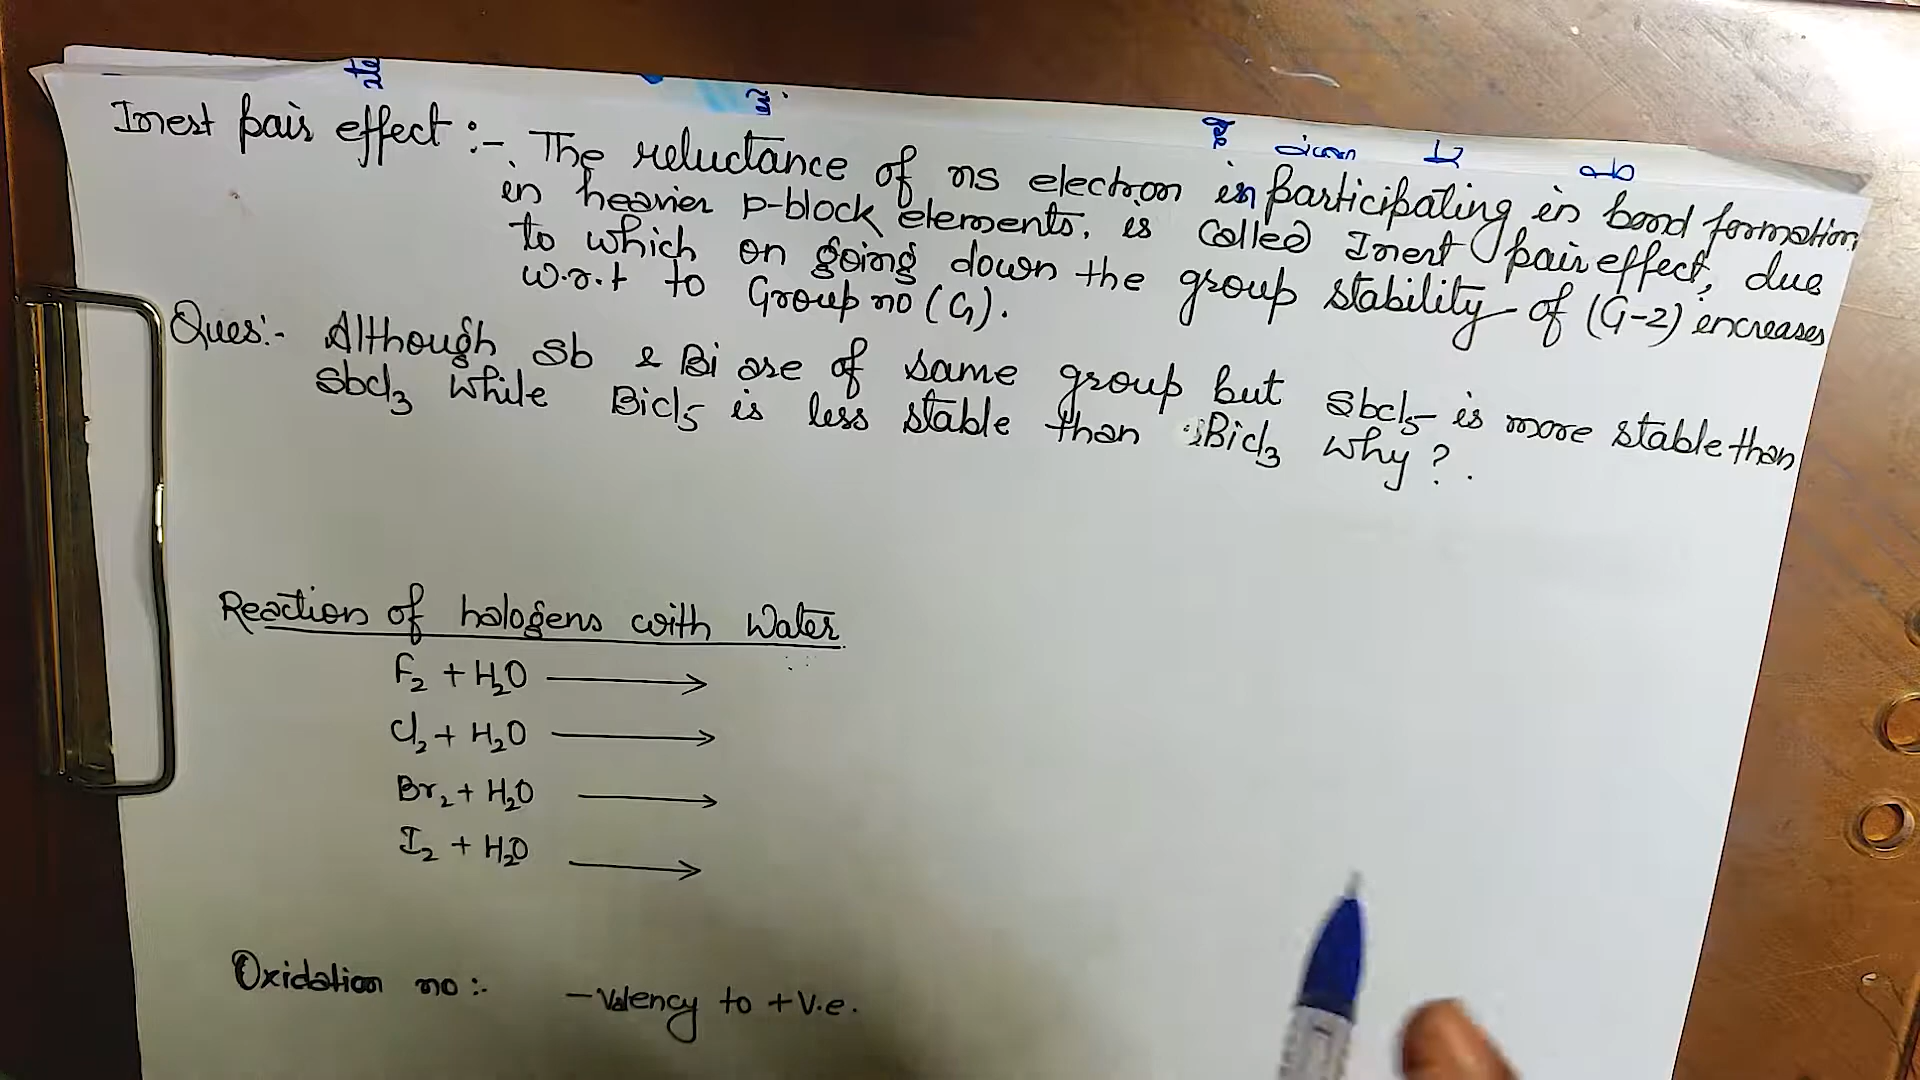 Inert pair effect :- The reluctance of ns electron in participating in bond formation
in heavier p-block elements. is called Inert pair effect, due
to which on going down the group stability of (G-2) increases
w.r.t to Group no (G).
Ques:- Although Sb & Bi are of same group but Sbcl5 is more stable than
Sbcl3 while Bicl5 is less stable than Bicl3 why?.
Reaction of halogens with Water
F2 + H2O ⟶
Cl2 + H2O ⟶
Br2 + H2O ⟶
I2 + H2O ⟶
Oxidation no :- -Valency to +V.e.